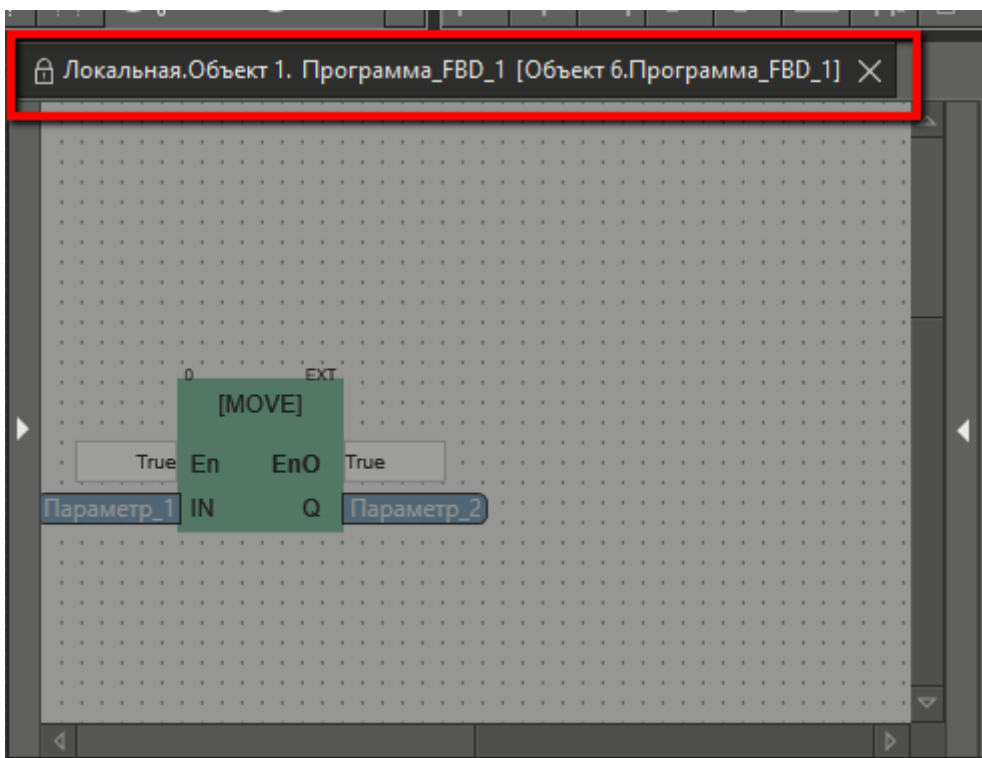 Локальная.Объект 1. Программа_FBD_1 [Объект 6.Программа_FBD_1]
0 EXT
[MOVE]
True En EnO True
Параметр_1 IN Q Параметр_2